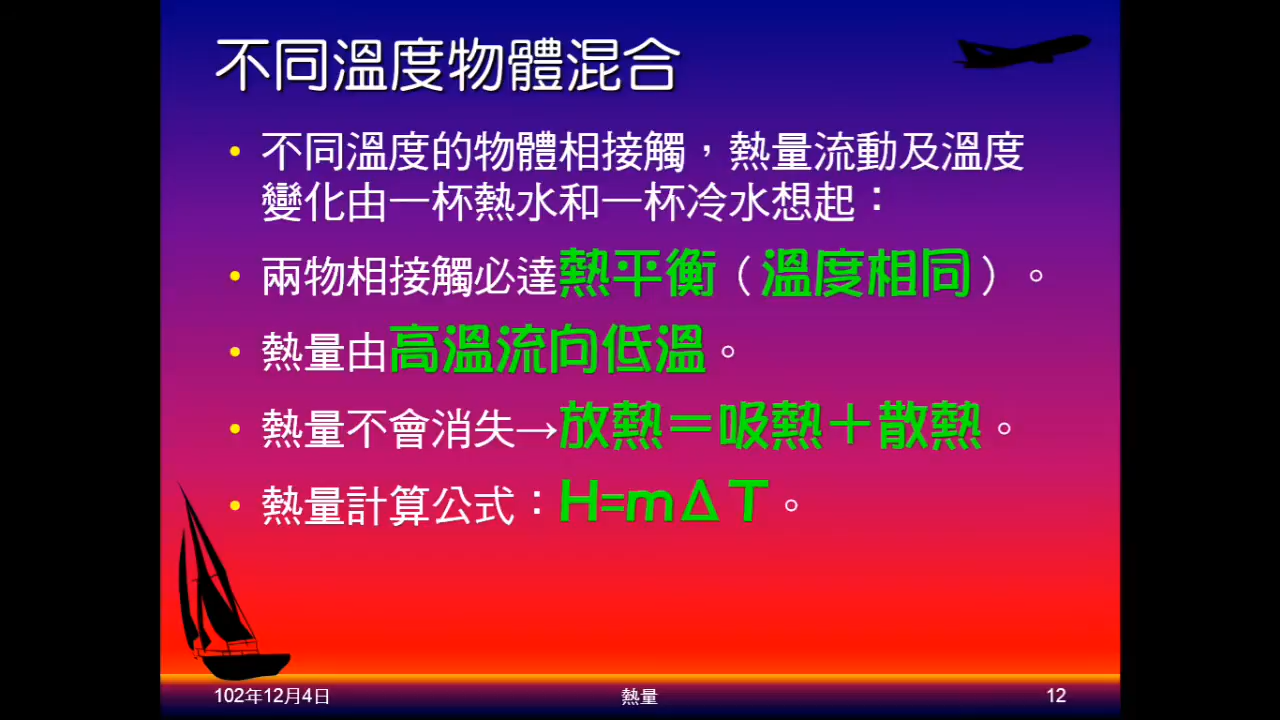 不同溫度物體混合
• 不同溫度的物體相接觸，熱量流動及溫度
變化由一杯熱水和一杯冷水想起：
• 兩物相接觸必達熱平衡（溫度相同）。
• 熱量由高溫流向低溫。
• 熱量不會消失→放熱＝吸熱＋散熱。
• 熱量計算公式：H=mΔT。
102年12月4日
熱量
12